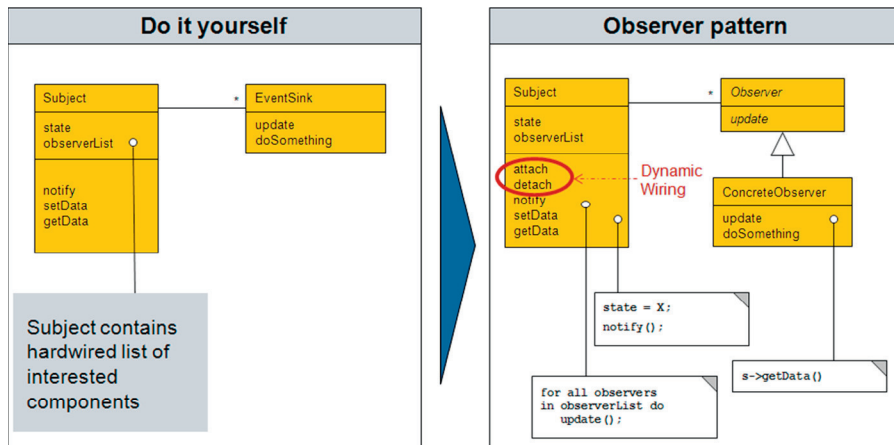 Do it yourself
Subject
state
observerList
notify
setData
getData
*
EventSink
update
doSomething
Subject contains
hardwired list of
interested
components
Observer pattern
Subject
state
observerList
attach
detach
notify
setData
getData
Dynamic
Wiring
*
Observer
update
ConcreteObserver
update
doSomething
state = X;
notify();
for all observers
in observerList do
update();
s->getData()